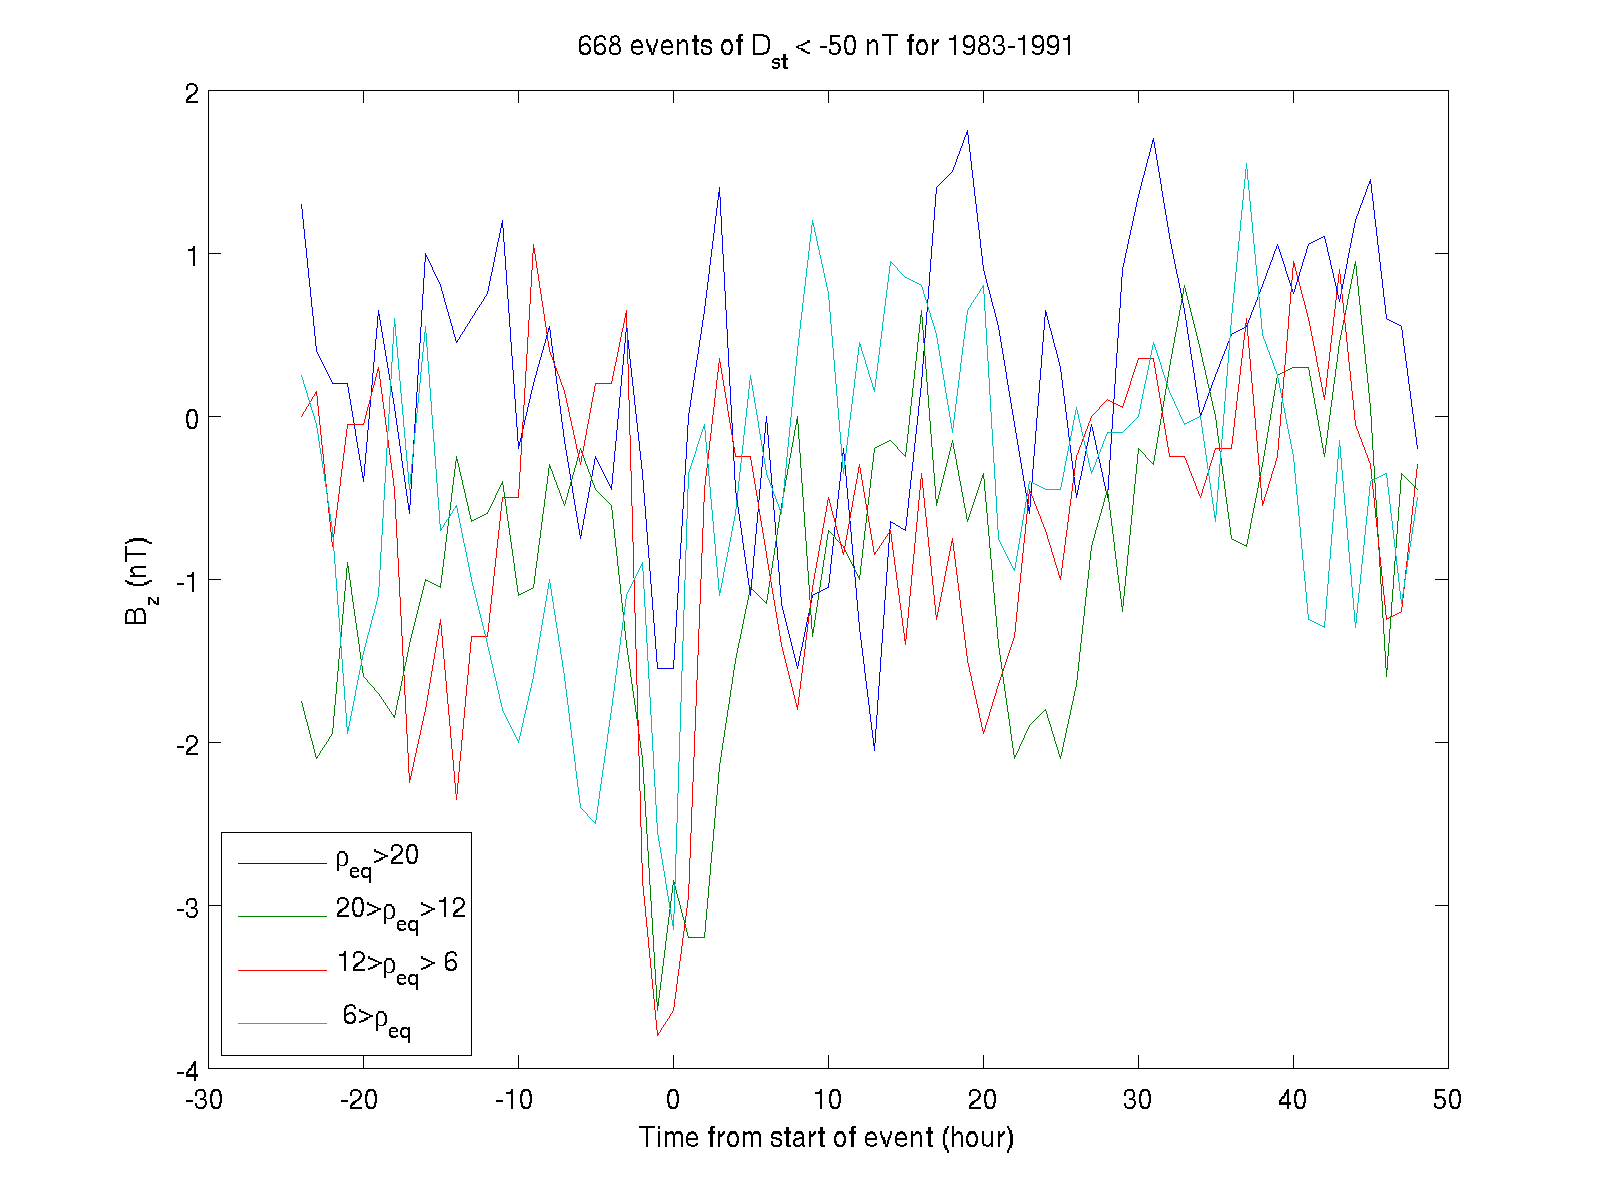 668 events of D_st < -50 nT for 1983-1991
2
1
0
-1
-2
-3
-4
B_z (nT)
ρ_eq>20
20>ρ_eq>12
12>ρ_eq> 6
6>ρ_eq
-30 -20 -10 0 10 20 30 40 50
Time from start of event (hour)